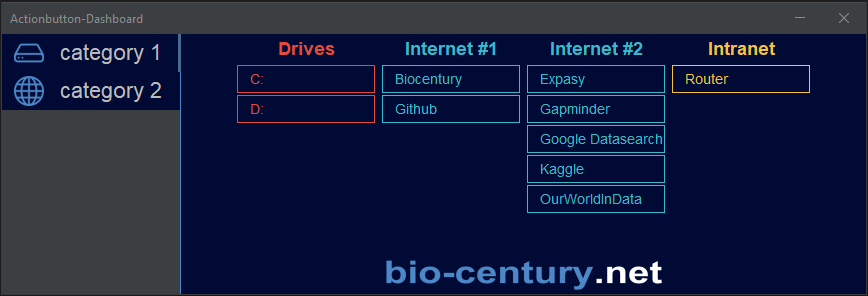 Actionbutton-Dashboard
category 1
category 2
Drives
C:
D:
Internet #1
Biocentury
Github
Internet #2
Expasy
Gapminder
Google Datasearch
Kaggle
OurWorldInData
Intranet
Router
bio-century.net